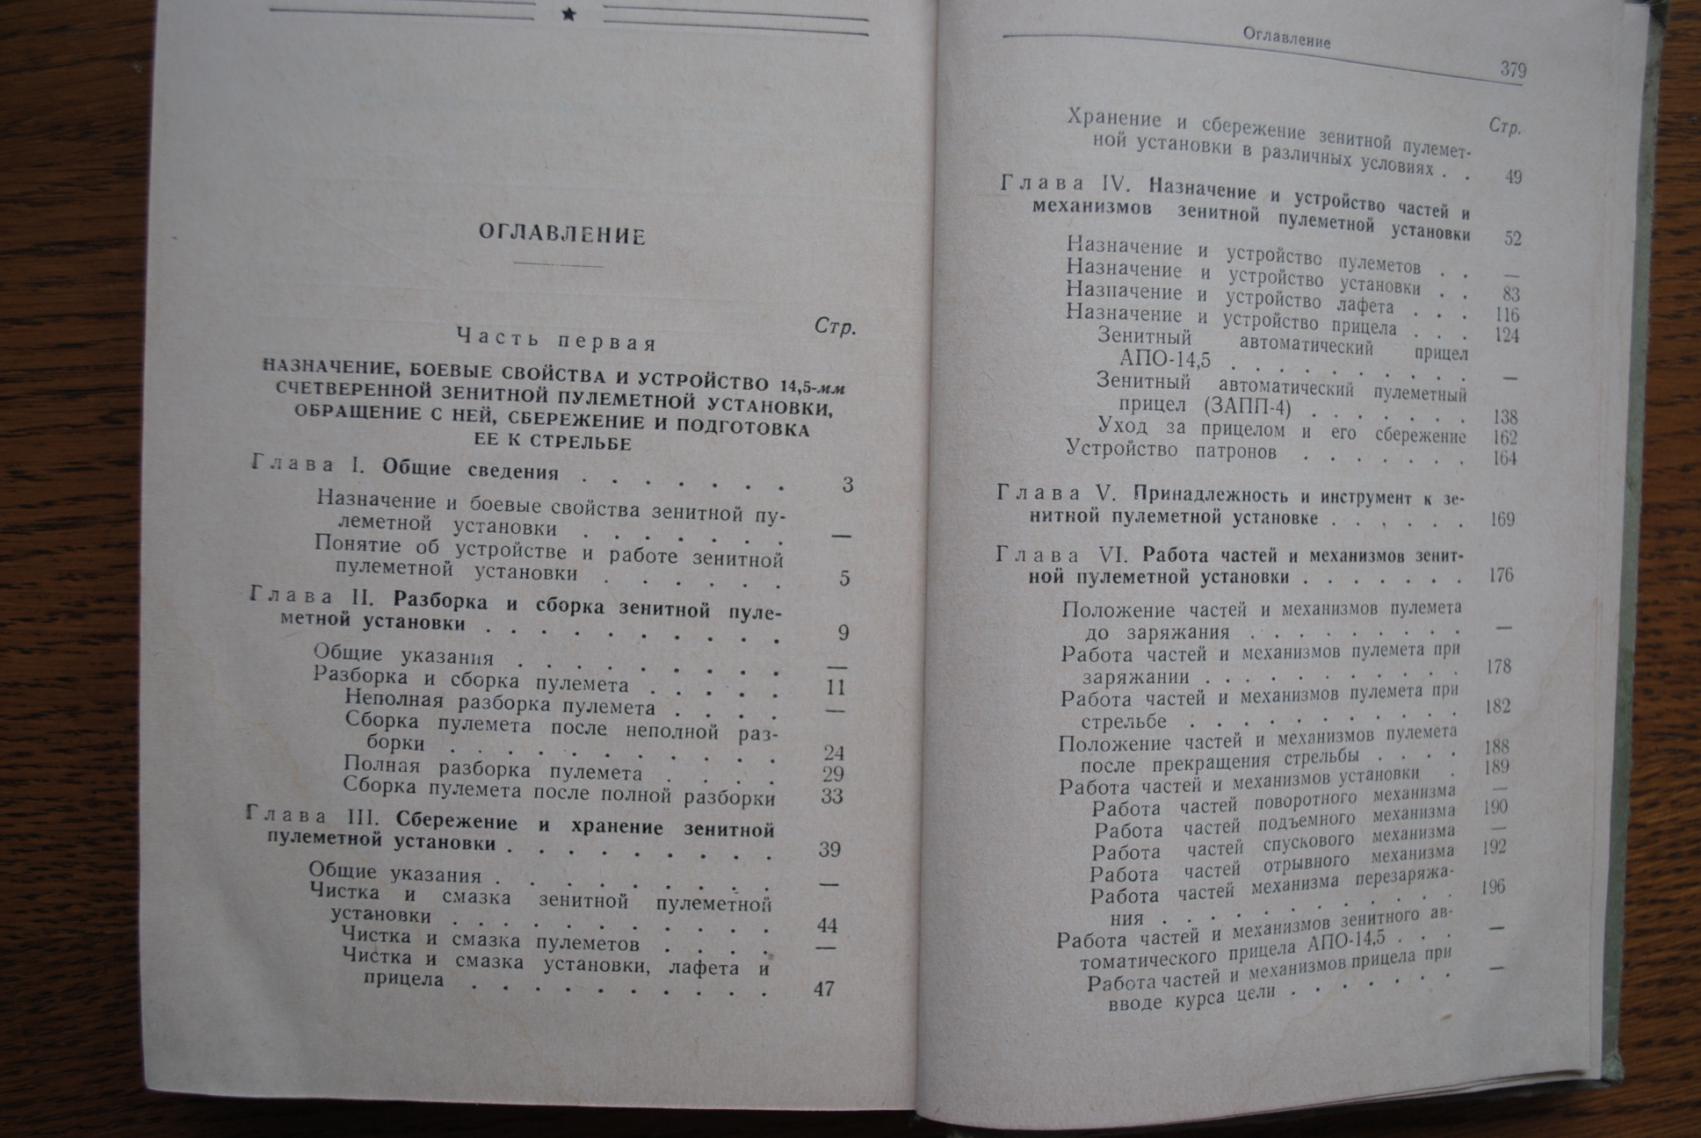 ОГЛАВЛЕНИЕ
Стр.
Часть первая
НАЗНАЧЕНИЕ, БОЕВЫЕ СВОЙСТВА И УСТРОЙСТВО 14,5-мм
СЧЕТВЕРЕННОЙ ЗЕНИТНОЙ ПУЛЕМЕТНОЙ УСТАНОВКИ,
ОБРАЩЕНИЕ С НЕЙ, СБЕРЕЖЕНИЕ И ПОДГОТОВКА
ЕЕ К СТРЕЛЬБЕ
Глава I. Общие сведения . . . . . . . 3
Назначение и боевые свойства зенитной пу-
леметной установки . . . . . . . —
Понятие об устройстве и работе зенитной
пулеметной установки . . . . . . 5
Глава II. Разборка и сборка зенитной пуле-
метной установки . . . . . . . . . . . 9
Общие указания . . . . . . . . . . —
Разборка и сборка пулемета . . . . . 11
Неполная разборка пулемета . . . . —
Сборка пулемета после неполной раз-
борки . . . . . . . . . . . 24
Полная разборка пулемета . . . . 29
Сборка пулемета после полной разборки 33
Глава III. Сбережение и хранение зенитной
пулеметной установки . . . . . . . . . 39
Общие указания . . . . . . . . . —
Чистка и смазка зенитной пулеметной
установки . . . . . . . . . . . 44
Чистка и смазка пулеметов . . . . —
Чистка и смазка установки, лафета и
прицела . . . . . . . . . . 47
Оглавление
379
Стр.
Хранение и сбережение зенитной пулемет-
ной установки в различных условиях . . 49
Глава IV. Назначение и устройство частей и
механизмов зенитной пулеметной установки 52
Назначение и устройство пулеметов . . —
Назначение и устройство установки . . 83
Назначение и устройство лафета . . . 116
Назначение и устройство прицела . . . 124
Зенитный автоматический прицел
АПО-14,5 . . . . . . . . . . —
Зенитный автоматический пулеметный
прицел (ЗАПП-4) . . . . . . . 138
Уход за прицелом и его сбережение 162
Устройство патронов . . . . . . . 164
Глава V. Принадлежность и инструмент к зе-
нитной пулеметной установке . . . . . . 169
Глава VI. Работа частей и механизмов зенит-
ной пулеметной установки . . . . . . . 176
Положение частей и механизмов пулемета
до заряжания . . . . . . . . . —
Работа частей и механизмов пулемета при
заряжании . . . . . . . . . . . 178
Работа частей и механизмов пулемета при
стрельбе . . . . . . . . . . . 182
Положение частей и механизмов пулемета
после прекращения стрельбы . . . . 188
Работа частей и механизмов установки . 189
Работа частей поворотного механизма —
Работа частей подъемного механизма 190
Работа частей спускового механизма —
Работа частей отрывного механизма 192
Работа частей механизма перезаряжа-
ния . . . . . . . . . . . . 196
Работа частей и механизмов зенитного ав-
томатического прицела АПО-14,5 . . . —
Работа частей и механизмов прицела при
вводе курса цели . . . . . . . —